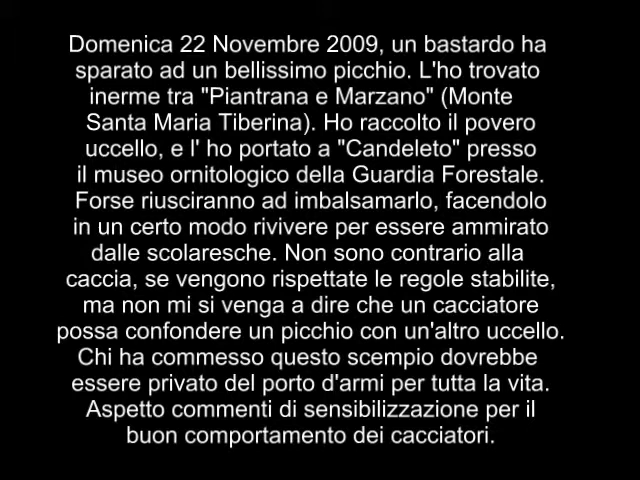 Domenica 22 Novembre 2009, un bastardo ha
sparato ad un bellissimo picchio. L'ho trovato
inerme tra "Piantrana e Marzano" (Monte
Santa Maria Tiberina). Ho raccolto il povero
uccello, e l' ho portato a "Candeleto" presso
il museo ornitologico della Guardia Forestale.
Forse riusciranno ad imbalsamarlo, facendolo
in un certo modo rivivere per essere ammirato
dalle scolaresche. Non sono contrario alla
caccia, se vengono rispettate le regole stabilite,
ma non mi si venga a dire che un cacciatore
possa confondere un picchio con un'altro uccello.
Chi ha commesso questo scempio dovrebbe
essere privato del porto d'armi per tutta la vita.
Aspetto commenti di sensibilizzazione per il
buon comportamento dei cacciatori.